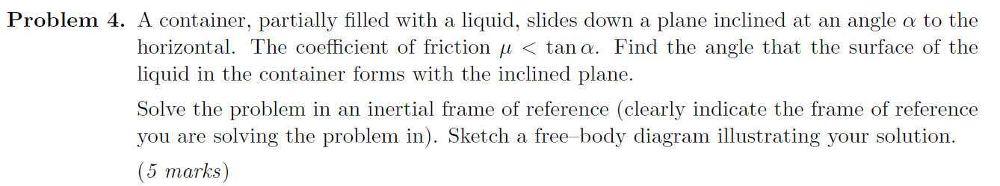 Problem 4. A container, partially filled with a liquid, slides down a plane inclined at an angle α to the
horizontal. The coefficient of friction μ < tan α. Find the angle that the surface of the
liquid in the container forms with the inclined plane.
Solve the problem in an inertial frame of reference (clearly indicate the frame of reference
you are solving the problem in). Sketch a free–body diagram illustrating your solution.
(5 marks)